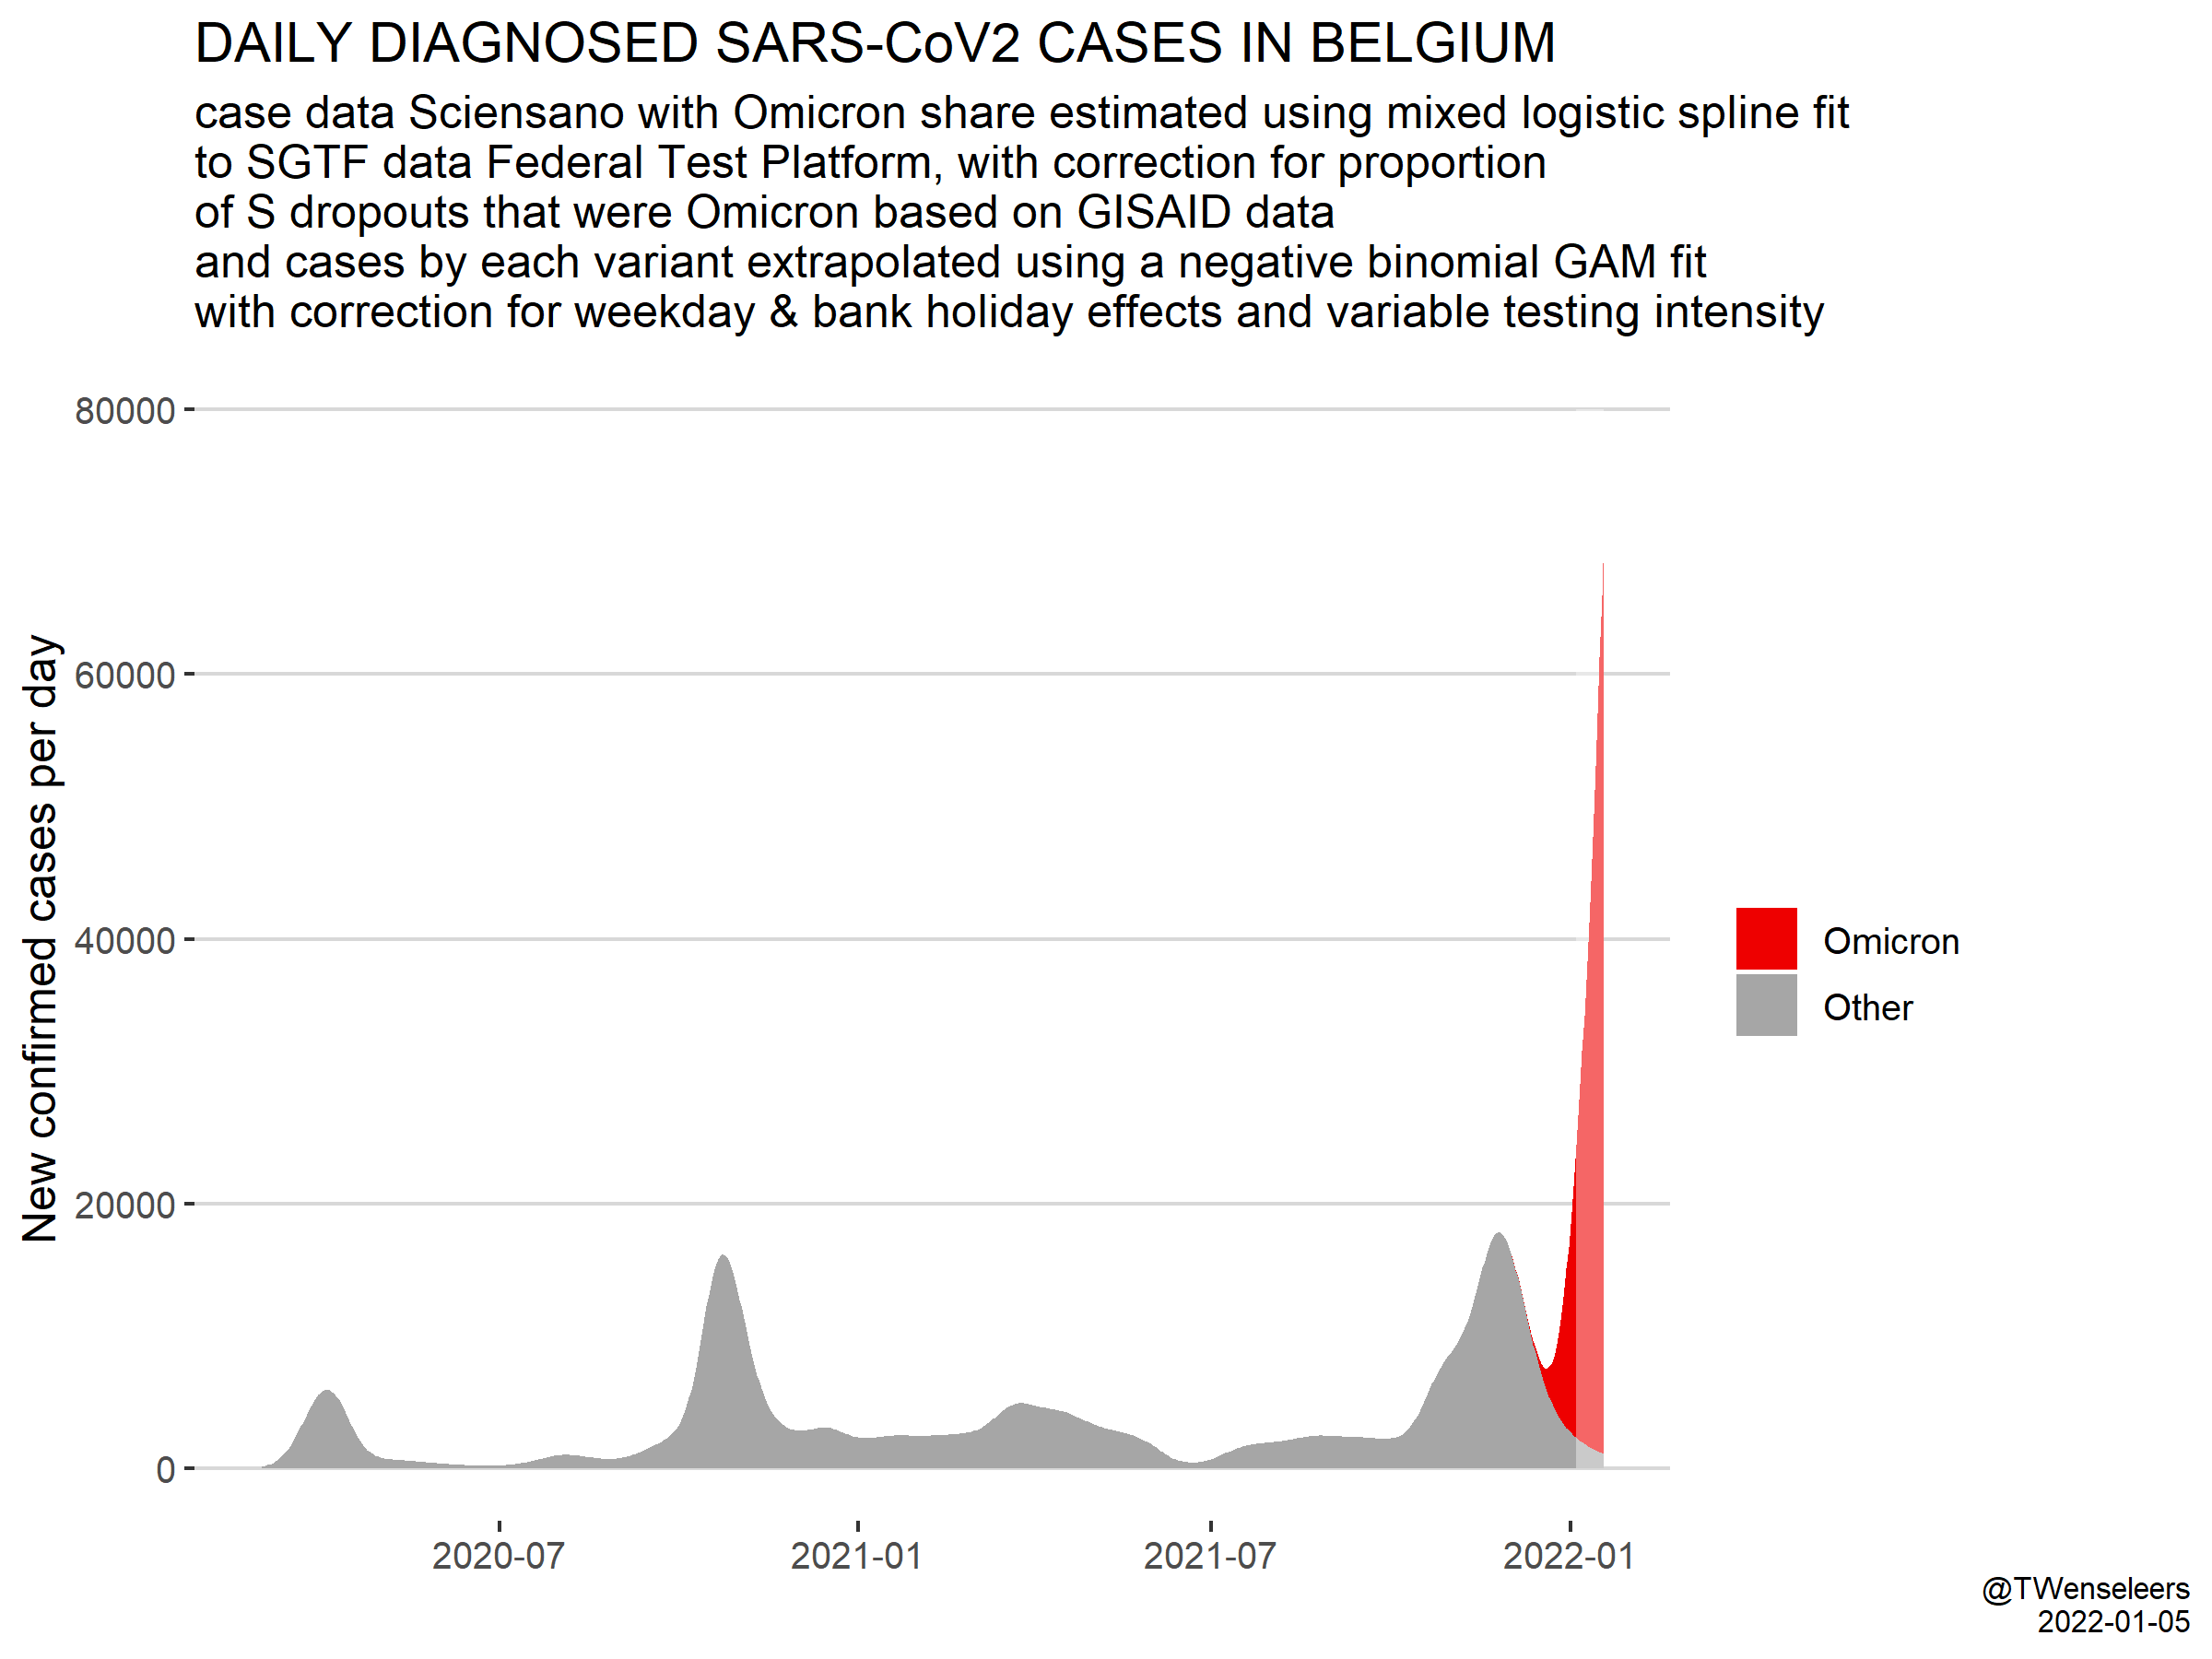 DAILY DIAGNOSED SARS-CoV2 CASES IN BELGIUM
case data Sciensano with Omicron share estimated using mixed logistic spline fit
to SGTF data Federal Test Platform, with correction for proportion
of S dropouts that were Omicron based on GISAID data
and cases by each variant extrapolated using a negative binomial GAM fit
with correction for weekday & bank holiday effects and variable testing intensity
New confirmed cases per day
80000
60000
40000
20000
0
2020-07
2021-01
2021-07
2022-01
Omicron
Other
@TWenseleers
2022-01-05